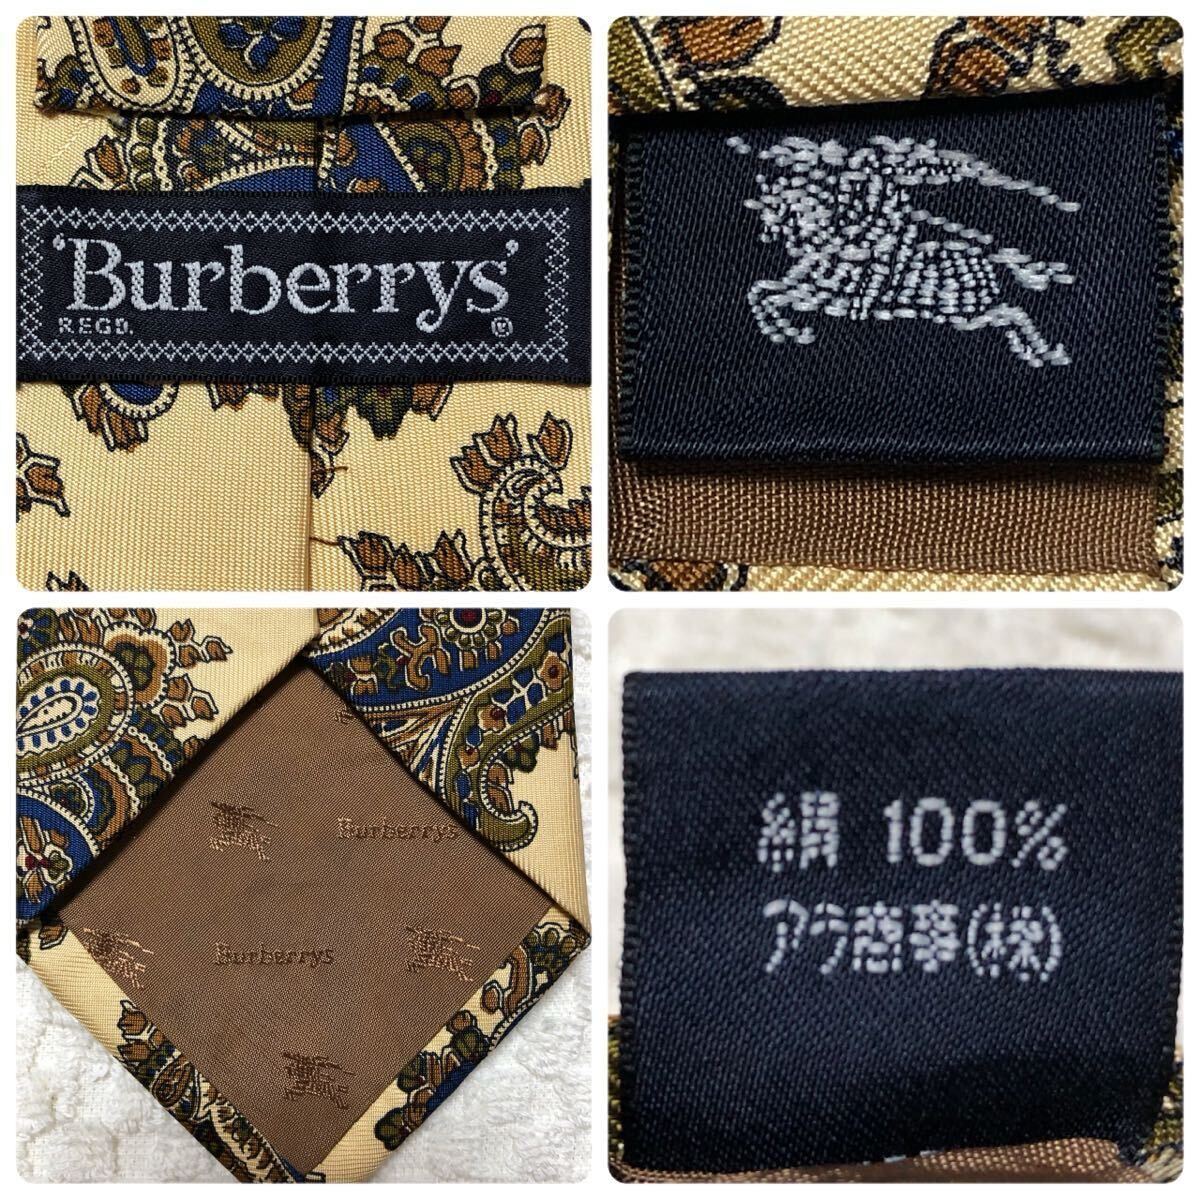 'Burberrys'
REGD.
®
Burberrys
Burberrys
絹 100%
アラ商事(株)